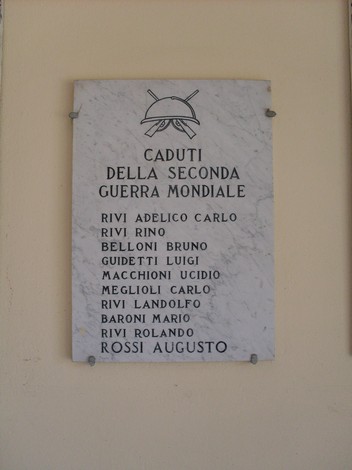 CADUTI
DELLA SECONDA
GUERRA MONDIALE
RIVI ADELICO CARLO
RIVI RINO
BELLONI BRUNO
GUIDETTI LUIGI
MACCHIONI UCIDIO
MEGLIOLI CARLO
RIVI LANDOLFO
BARONI MARIO
RIVI ROLANDO
ROSSI AUGUSTO